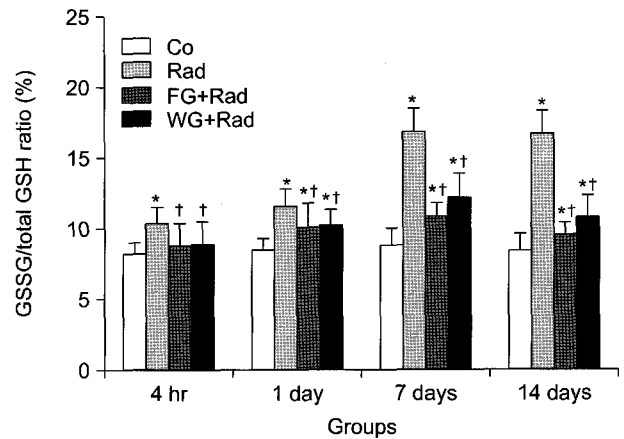 GSSG/total GSH ratio (%)
25
20
15
10
5
0
Co
Rad
FG+Rad
WG+Rad
*
†
†
*
*†
*†
*
*†
*†
*
*†
*†
4 hr
1 day
7 days
14 days
Groups